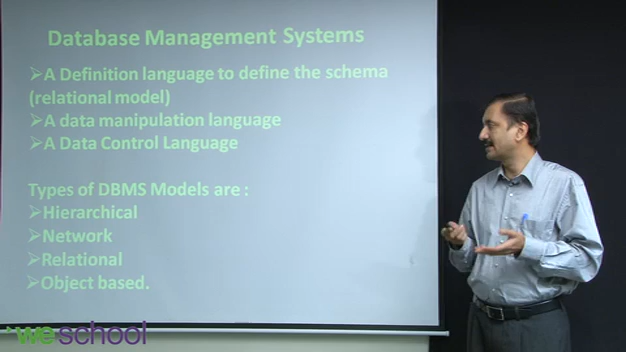 Database Management Systems
➢A Definition language to define the schema
(relational model)
➢A data manipulation language
➢A Data Control Language
Types of DBMS Models are :
➢Hierarchical
➢Network
➢Relational
➢Object based.
weschool